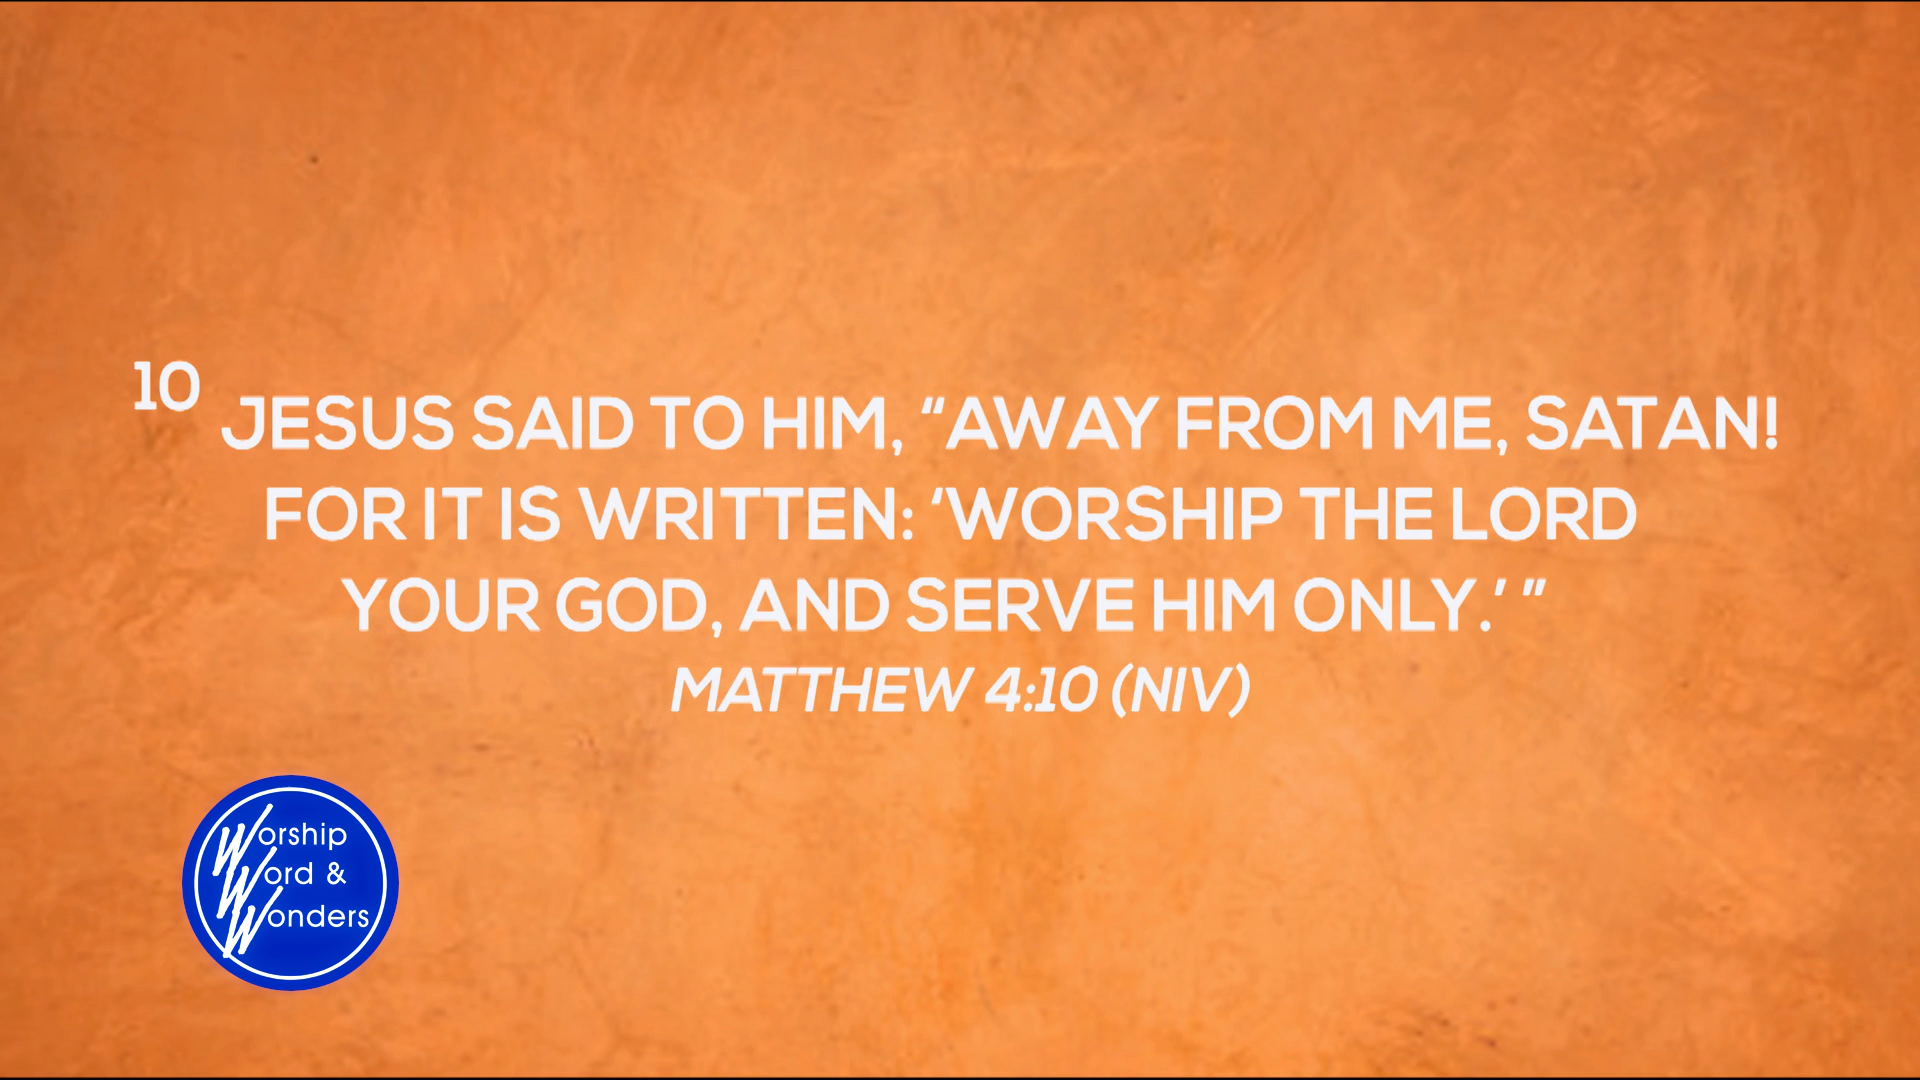 10 JESUS SAID TO HIM, “AWAY FROM ME, SATAN!
FOR IT IS WRITTEN: ‘WORSHIP THE LORD
YOUR GOD, AND SERVE HIM ONLY.’ ”
MATTHEW 4:10 (NIV)
Worship
Word &
Wonders